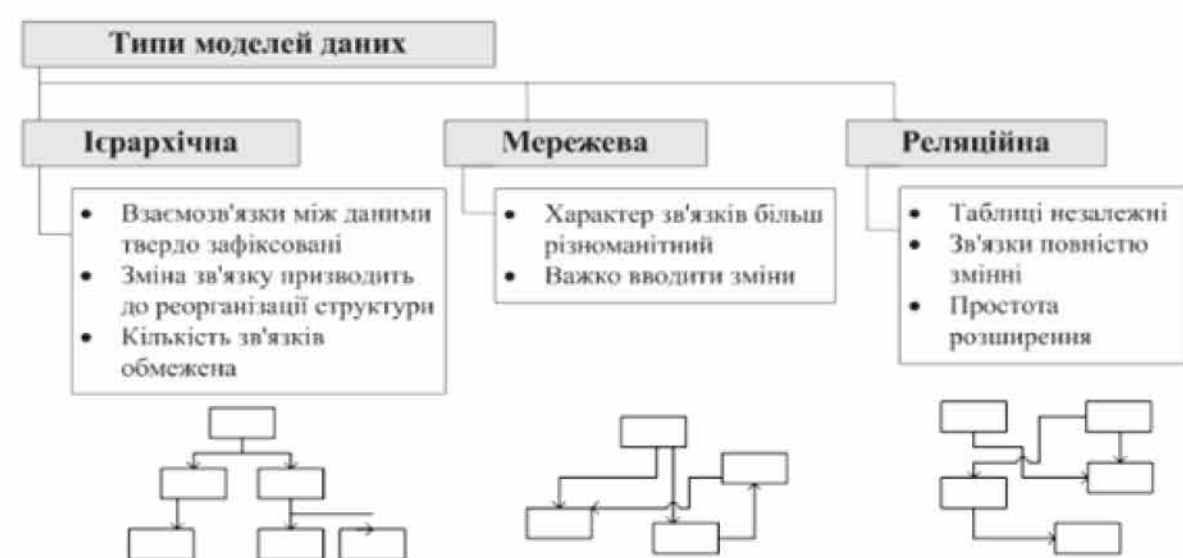 Типи моделей даних
Ієрархічна
Мережева
Реляційна
• Взаємозв'язки між даними
твердо зафіксовані
• Зміна зв'язку призводить
до реорганізації структури
• Кількість зв'язків
обмежена
• Характер зв'язків більш
різноманітний
• Важко вводити зміни
• Таблиці незалежні
• Зв'язки повністю
змінні
• Простота
розширення